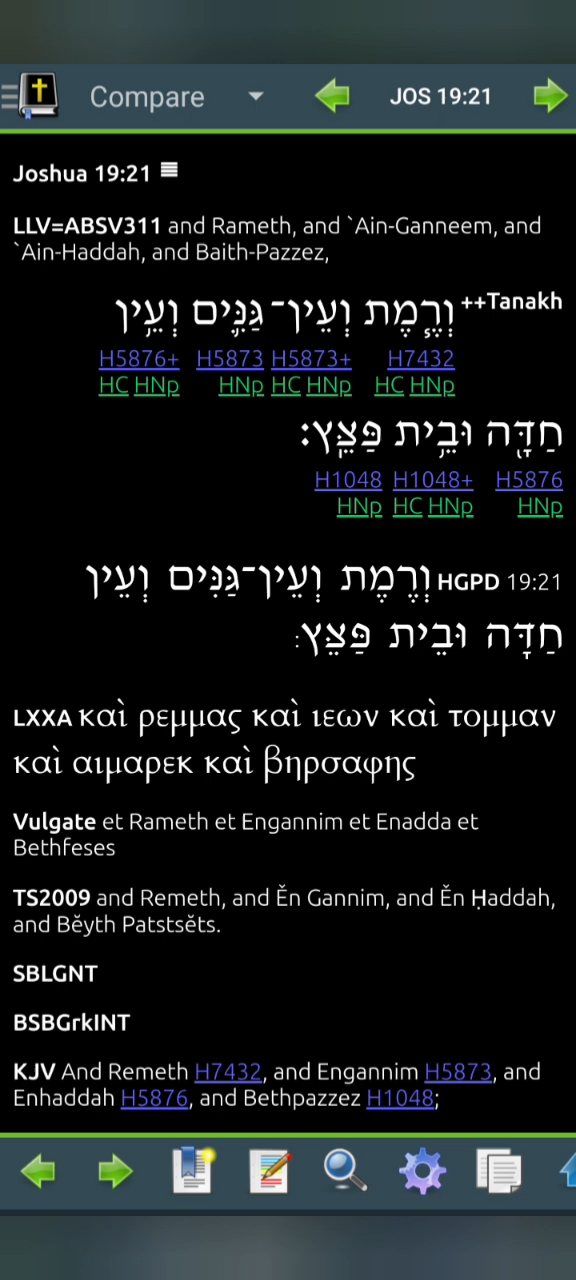 Compare
JOS 19:21
Joshua 19:21
LLV=ABSV311 and Rameth, and `Ain-Ganneem, and
`Ain-Haddah, and Baith-Pazzez,
++Tanakh וְרֶ֧מֶת וְעֵין־ גַּנִּ֛ים וְעֵ֥ין
H5876+ H5873 H5873+ H7432
HC HNp HNp HC HNp HC HNp
חַדָּ֖ה וּבֵ֥ית פַּצֵּֽץ׃
H1048 H1048+ H5876
HNp HC HNp HNp
HGPD 19:21 וְרֶמֶת וְעֵין־גַּנִּים וְעֵין
חַדָּה וּבֵית פַּצֵּץ׃
LXXA καὶ ρεμμας καὶ ιεων καὶ τομμαν
καὶ αιμαρεκ καὶ βηρσαφης
Vulgate et Rameth et Engannim et Enadda et
Bethfeses
TS2009 and Remeth, and Ěn Gannim, and Ěn Ḥaddah,
and Bĕyth Patstsĕts.
SBLGNT
BSBGrkINT
KJV And Remeth H7432, and Engannim H5873, and
Enhaddah H5876, and Bethpazzez H1048;